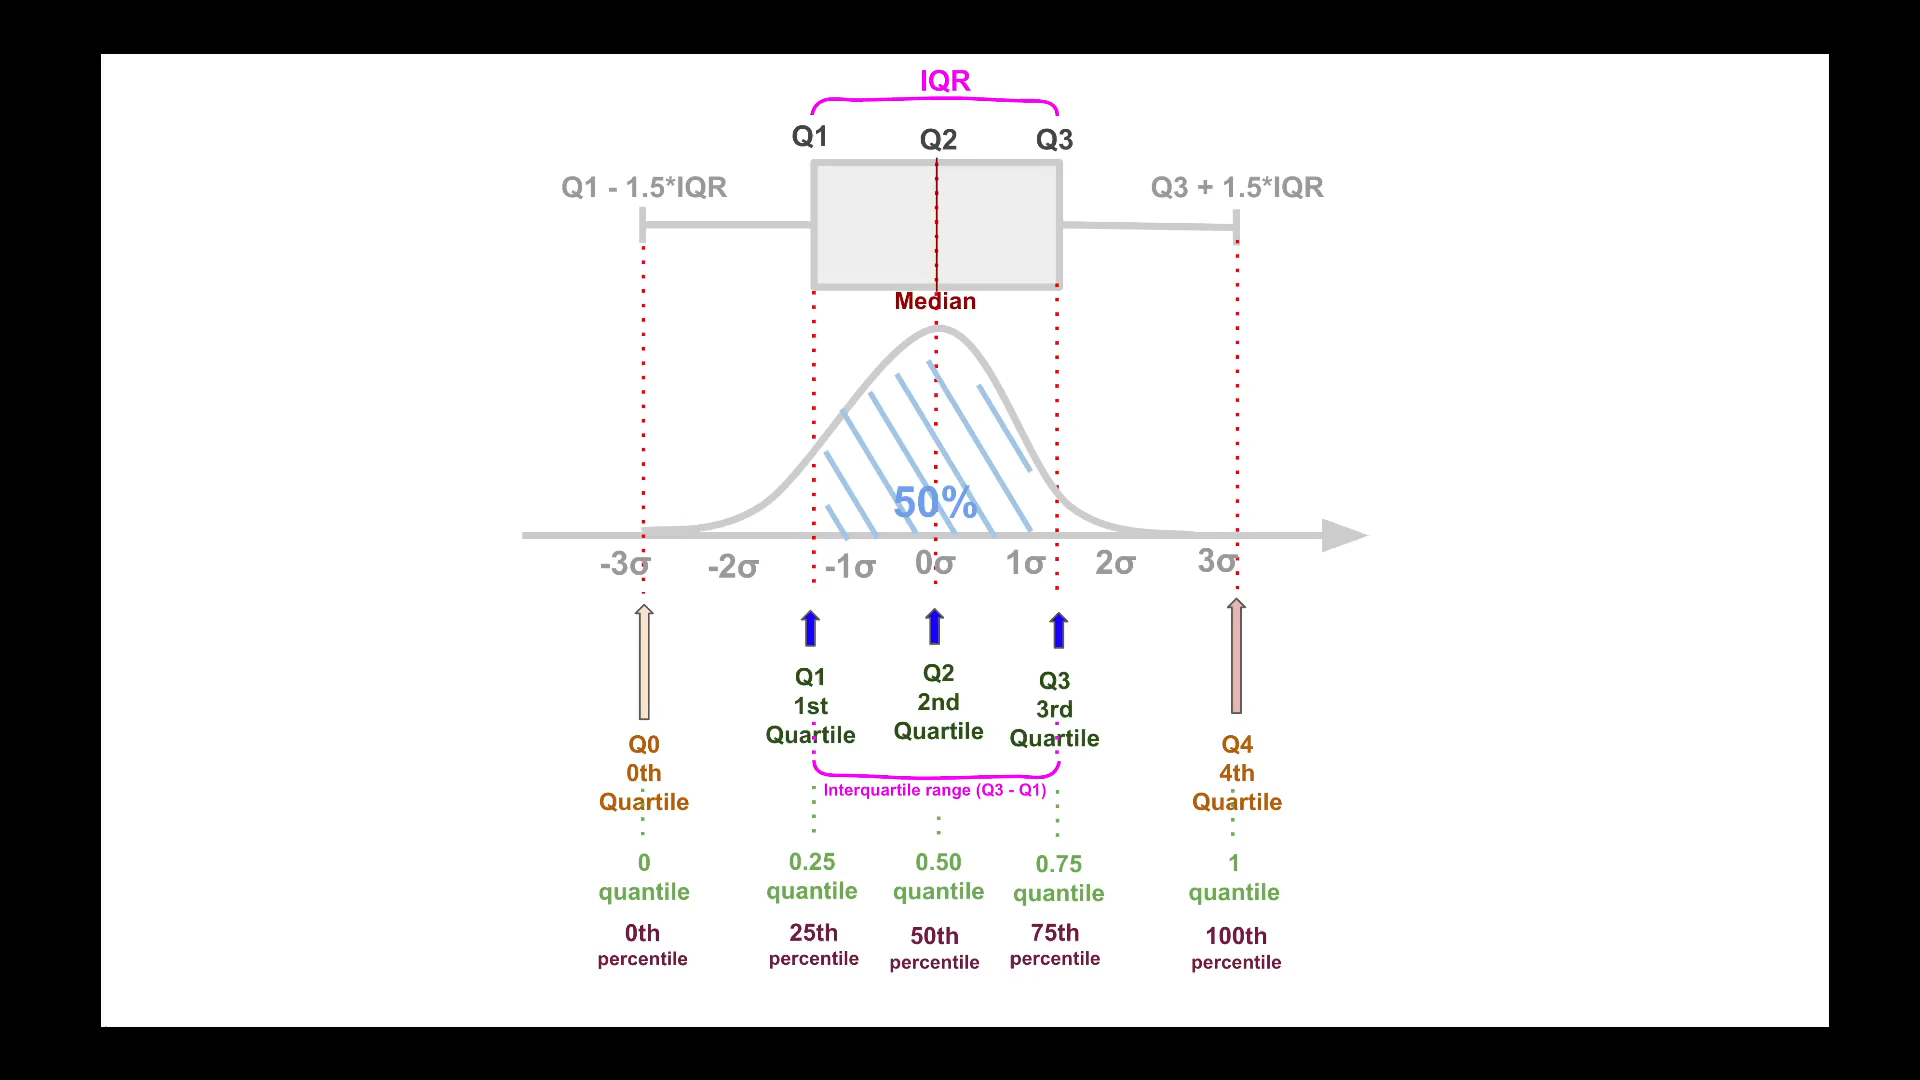 IQR
Q1 Q2 Q3
Q1 - 1.5*IQR Q3 + 1.5*IQR
Median
50%
-3σ -2σ -1σ 0σ 1σ 2σ 3σ
Q1
1st
Quartile
Q2
2nd
Quartile
Q3
3rd
Quartile
Q0
0th
Quartile
Q4
4th
Quartile
Interquartile range (Q3 - Q1)
0
quantile
0.25
quantile
0.50
quantile
0.75
quantile
1
quantile
0th
percentile
25th
percentile
50th
percentile
75th
percentile
100th
percentile